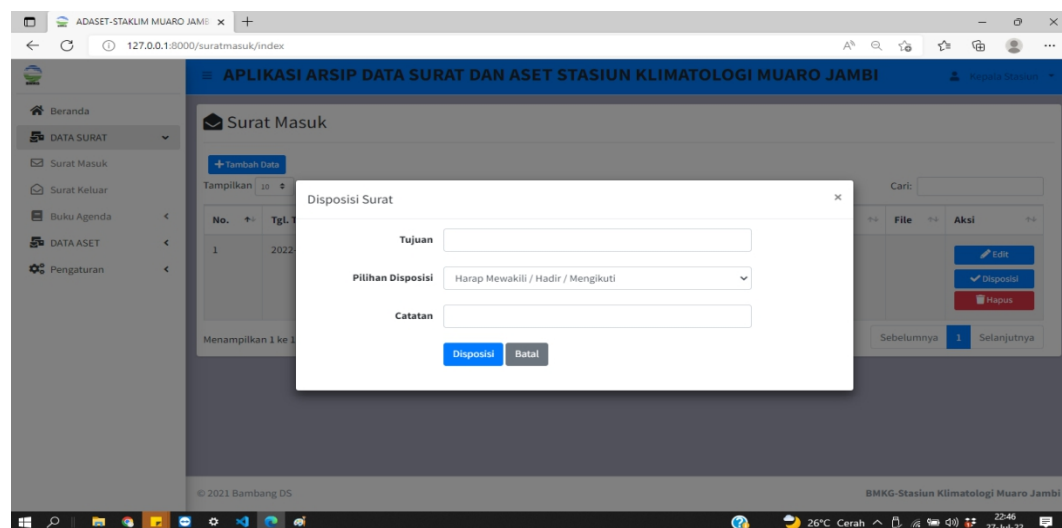 ADASET-STAKLIM MUARO JAMB
127.0.0.1:8000/suratmasuk/index
APLIKASI ARSIP DATA SURAT DAN ASET STASIUN KLIMATOLOGI MUARO JAMBI
Kepala Stasiun
Beranda
DATA SURAT
Surat Masuk
Surat Keluar
Buku Agenda
DATA ASET
Pengaturan
Surat Masuk
+ Tambah Data
Tampilkan 10
Cari:
No. Tgl. T
File Aksi
1 2022-
Edit
Disposisi
Hapus
Menampilkan 1 ke 1
Sebelumnya 1 Selanjutnya
Disposisi Surat ×
Tujuan
Pilihan Disposisi Harap Mewakili / Hadir / Mengikuti
Catatan
Disposisi Batal
© 2021 Bambang DS
BMKG-Stasiun Klimatologi Muaro Jambi
26°C Cerah
22:46
27-Jul-22